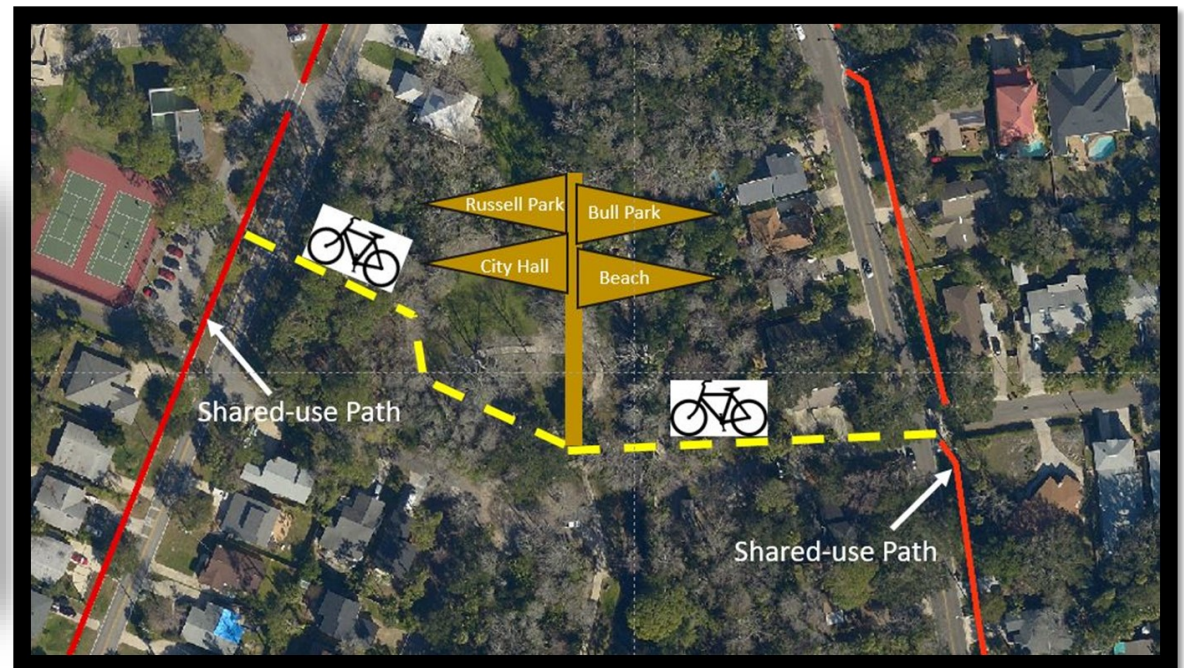 Russell Park
Bull Park
City Hall
Beach
Shared-use Path
Shared-use Path